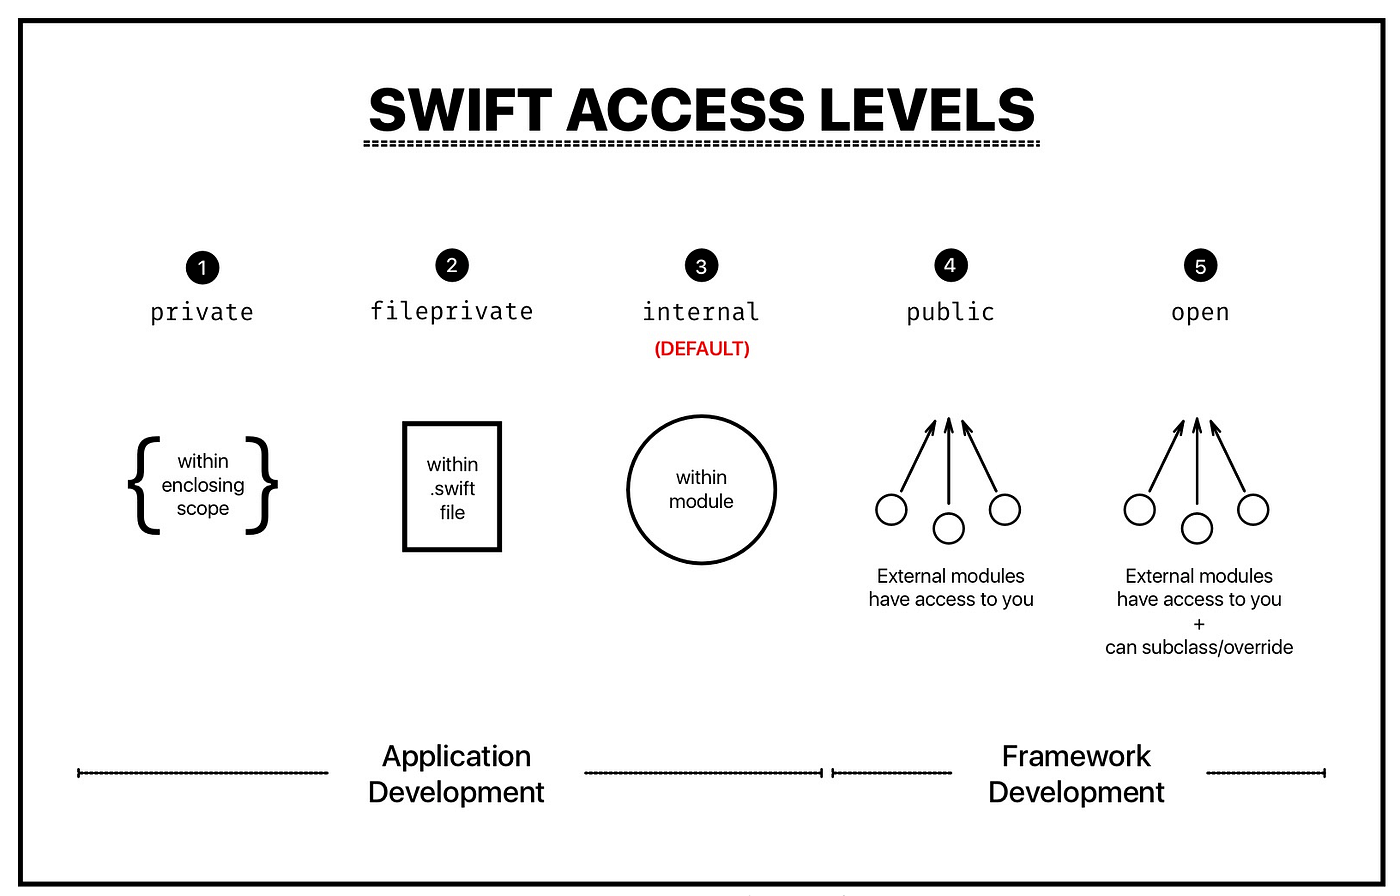 SWIFT ACCESS LEVELS
1
private
2
fileprivate
3
internal
(DEFAULT)
4
public
5
open
{ within
enclosing
scope }
within
.swift
file
within
module
External modules
have access to you
External modules
have access to you
+
can subclass/override
Application
Development
Framework
Development